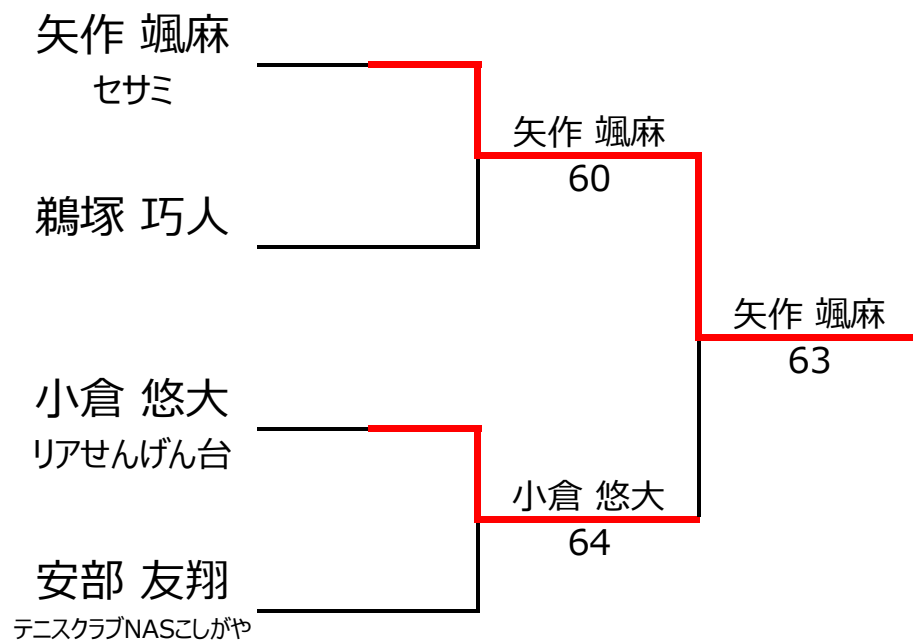 矢作 颯麻
セサミ
鵜塚 巧人
小倉 悠大
リアせんげん台
安部 友翔
テニスクラブNASこしがや
矢作 颯麻
60
小倉 悠大
64
矢作 颯麻
63